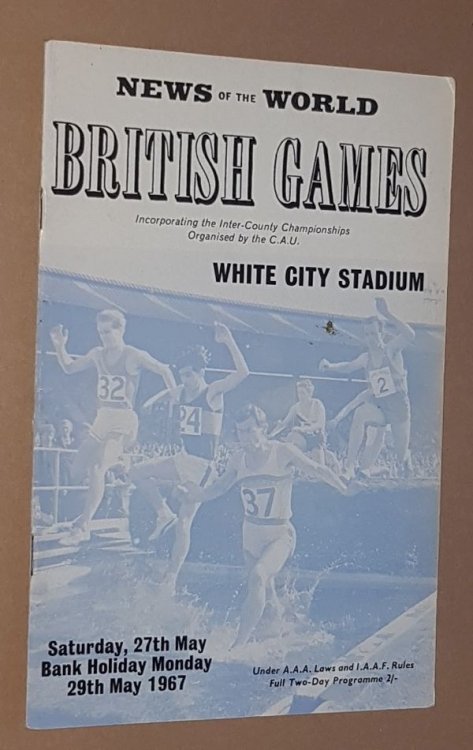 NEWS OF THE WORLD
BRITISH GAMES
Incorporating the Inter-County Championships
Organised by the C.A.U.
WHITE CITY STADIUM
32
24
2
37
Saturday, 27th May
Bank Holiday Monday
29th May 1967
Under A.A.A. Laws and I.A.A.F. Rules
Full Two-Day Programme 2/-